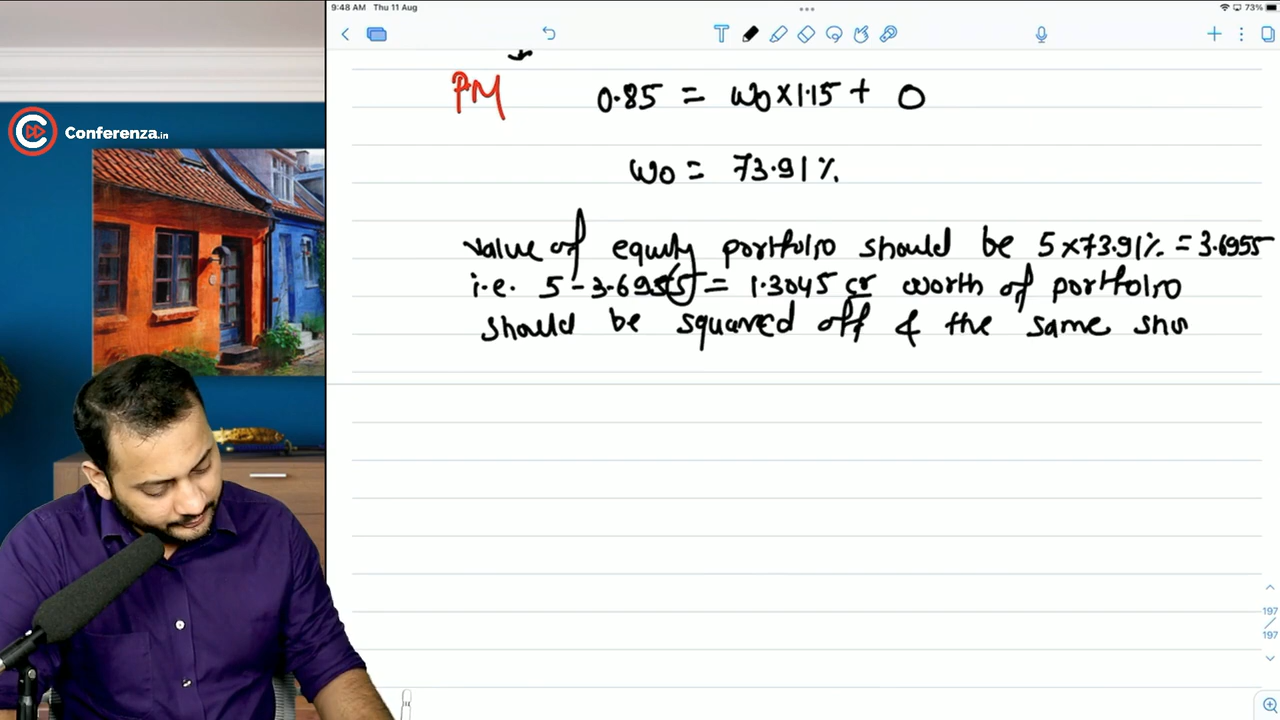 9:48 AM Thu 11 Aug
73%
Conferenza.in
PM 0.85 = wo×1.15 + 0
wo = 73.91%
value of equity portfolio should be 5×73.91% = 3.6955
i.e. 5 - 3.6955 = 1.3045 cr worth of portfolio
should be squared off & the same
197
197